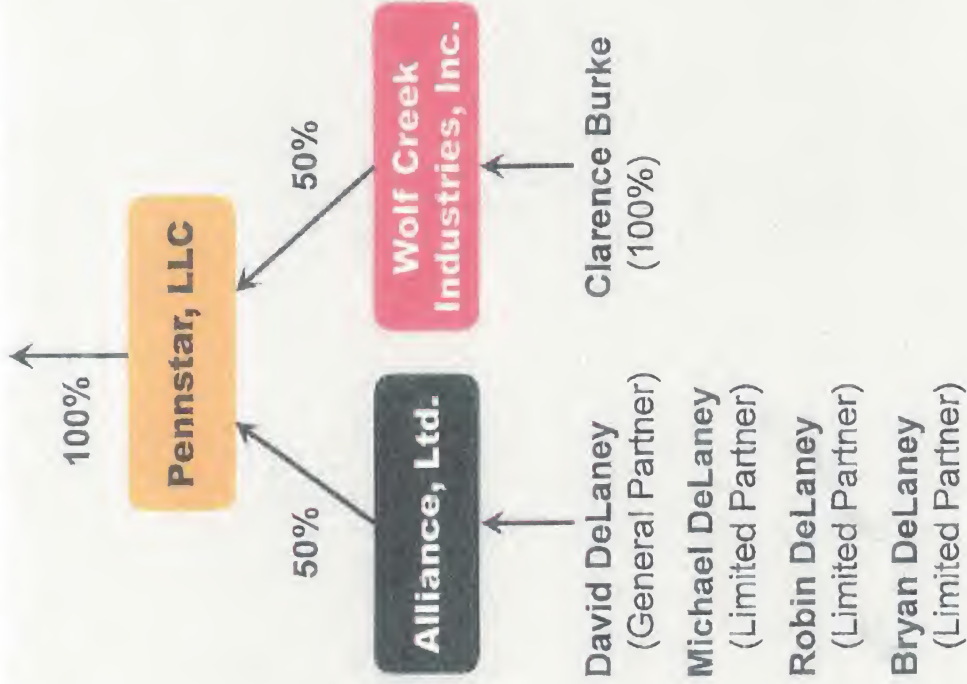 100%
Pennstar, LLC
50%
50%
Alliance, Ltd.
Wolf Creek
Industries, Inc.
David DeLaney
(General Partner)
Michael DeLaney
(Limited Partner)
Robin DeLaney
(Limited Partner)
Bryan DeLaney
(Limited Partner)
Clarence Burke
(100%)